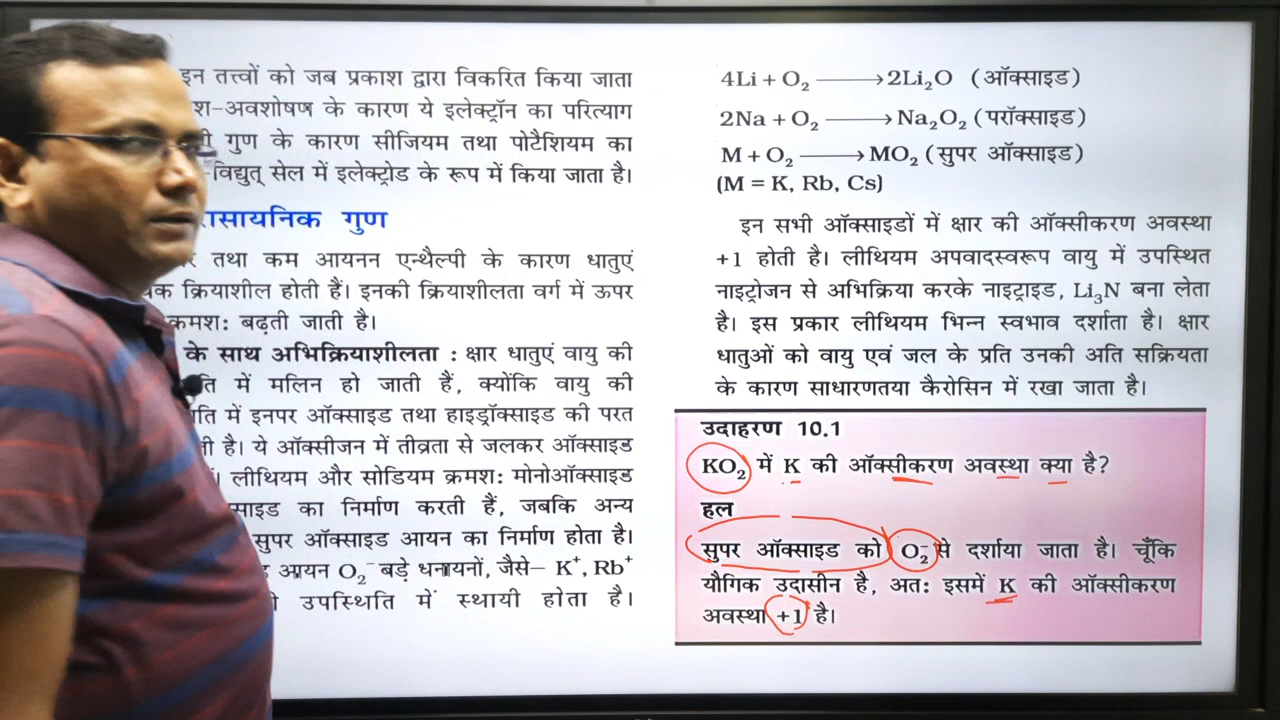 इन तत्त्वों को जब प्रकाश द्वारा विकरित किया जाता
श-अवशोषण के कारण ये इलेक्ट्रॉन का परित्याग
गुण के कारण सीजियम तथा पोटैशियम का
-विद्युत् सेल में इलेक्ट्रोड के रूप में किया जाता है।
रासायनिक गुण
तथा कम आयनन एन्थैल्पी के कारण धातुएं
क क्रियाशील होती हैं। इनकी क्रियाशीलता वर्ग में ऊपर
क्रमश: बढ़ती जाती है।
के साथ अभिक्रियाशीलता : क्षार धातुएं वायु की
ति में मलिन हो जाती हैं, क्योंकि वायु की
ति में इनपर ऑक्साइड तथा हाइड्रॉक्साइड की परत
ी है। ये ऑक्सीजन में तीव्रता से जलकर ऑक्साइड
। लीथियम और सोडियम क्रमश: मोनोऑक्साइड
साइड का निर्माण करती हैं, जबकि अन्य
सुपर ऑक्साइड आयन का निर्माण होता है।
आयन O₂⁻ बड़े धनायनों, जैसे– K⁺, Rb⁺
उपस्थिति में स्थायी होता है।
4Li + O₂ ⟶ 2Li₂O (ऑक्साइड)
2Na + O₂ ⟶ Na₂O₂ (परॉक्साइड)
M + O₂ ⟶ MO₂ (सुपर ऑक्साइड)
(M = K, Rb, Cs)
इन सभी ऑक्साइडों में क्षार की ऑक्सीकरण अवस्था
+1 होती है। लीथियम अपवादस्वरूप वायु में उपस्थित
नाइट्रोजन से अभिक्रिया करके नाइट्राइड, Li₃N बना लेता
है। इस प्रकार लीथियम भिन्न स्वभाव दर्शाता है। क्षार
धातुओं को वायु एवं जल के प्रति उनकी अति सक्रियता
के कारण साधारणतया कैरोसिन में रखा जाता है।
उदाहरण 10.1
KO₂ में K की ऑक्सीकरण अवस्था क्या है?
हल
सुपर ऑक्साइड को O₂⁻ से दर्शाया जाता है। चूँकि
यौगिक उदासीन है, अत: इसमें K की ऑक्सीकरण
अवस्था +1 है।